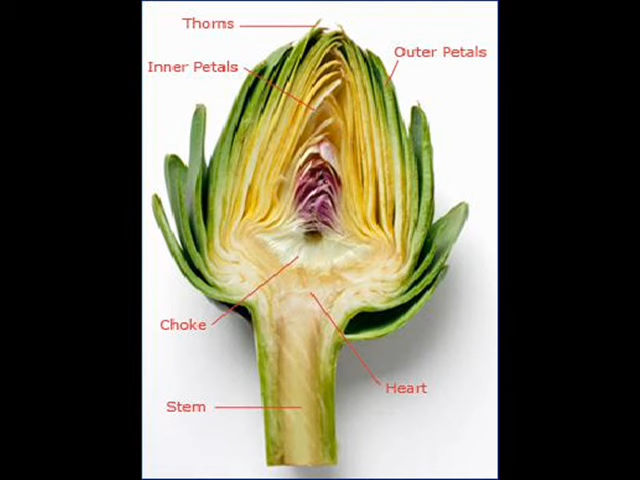 Thorns
Outer Petals
Inner Petals
Choke
Heart
Stem